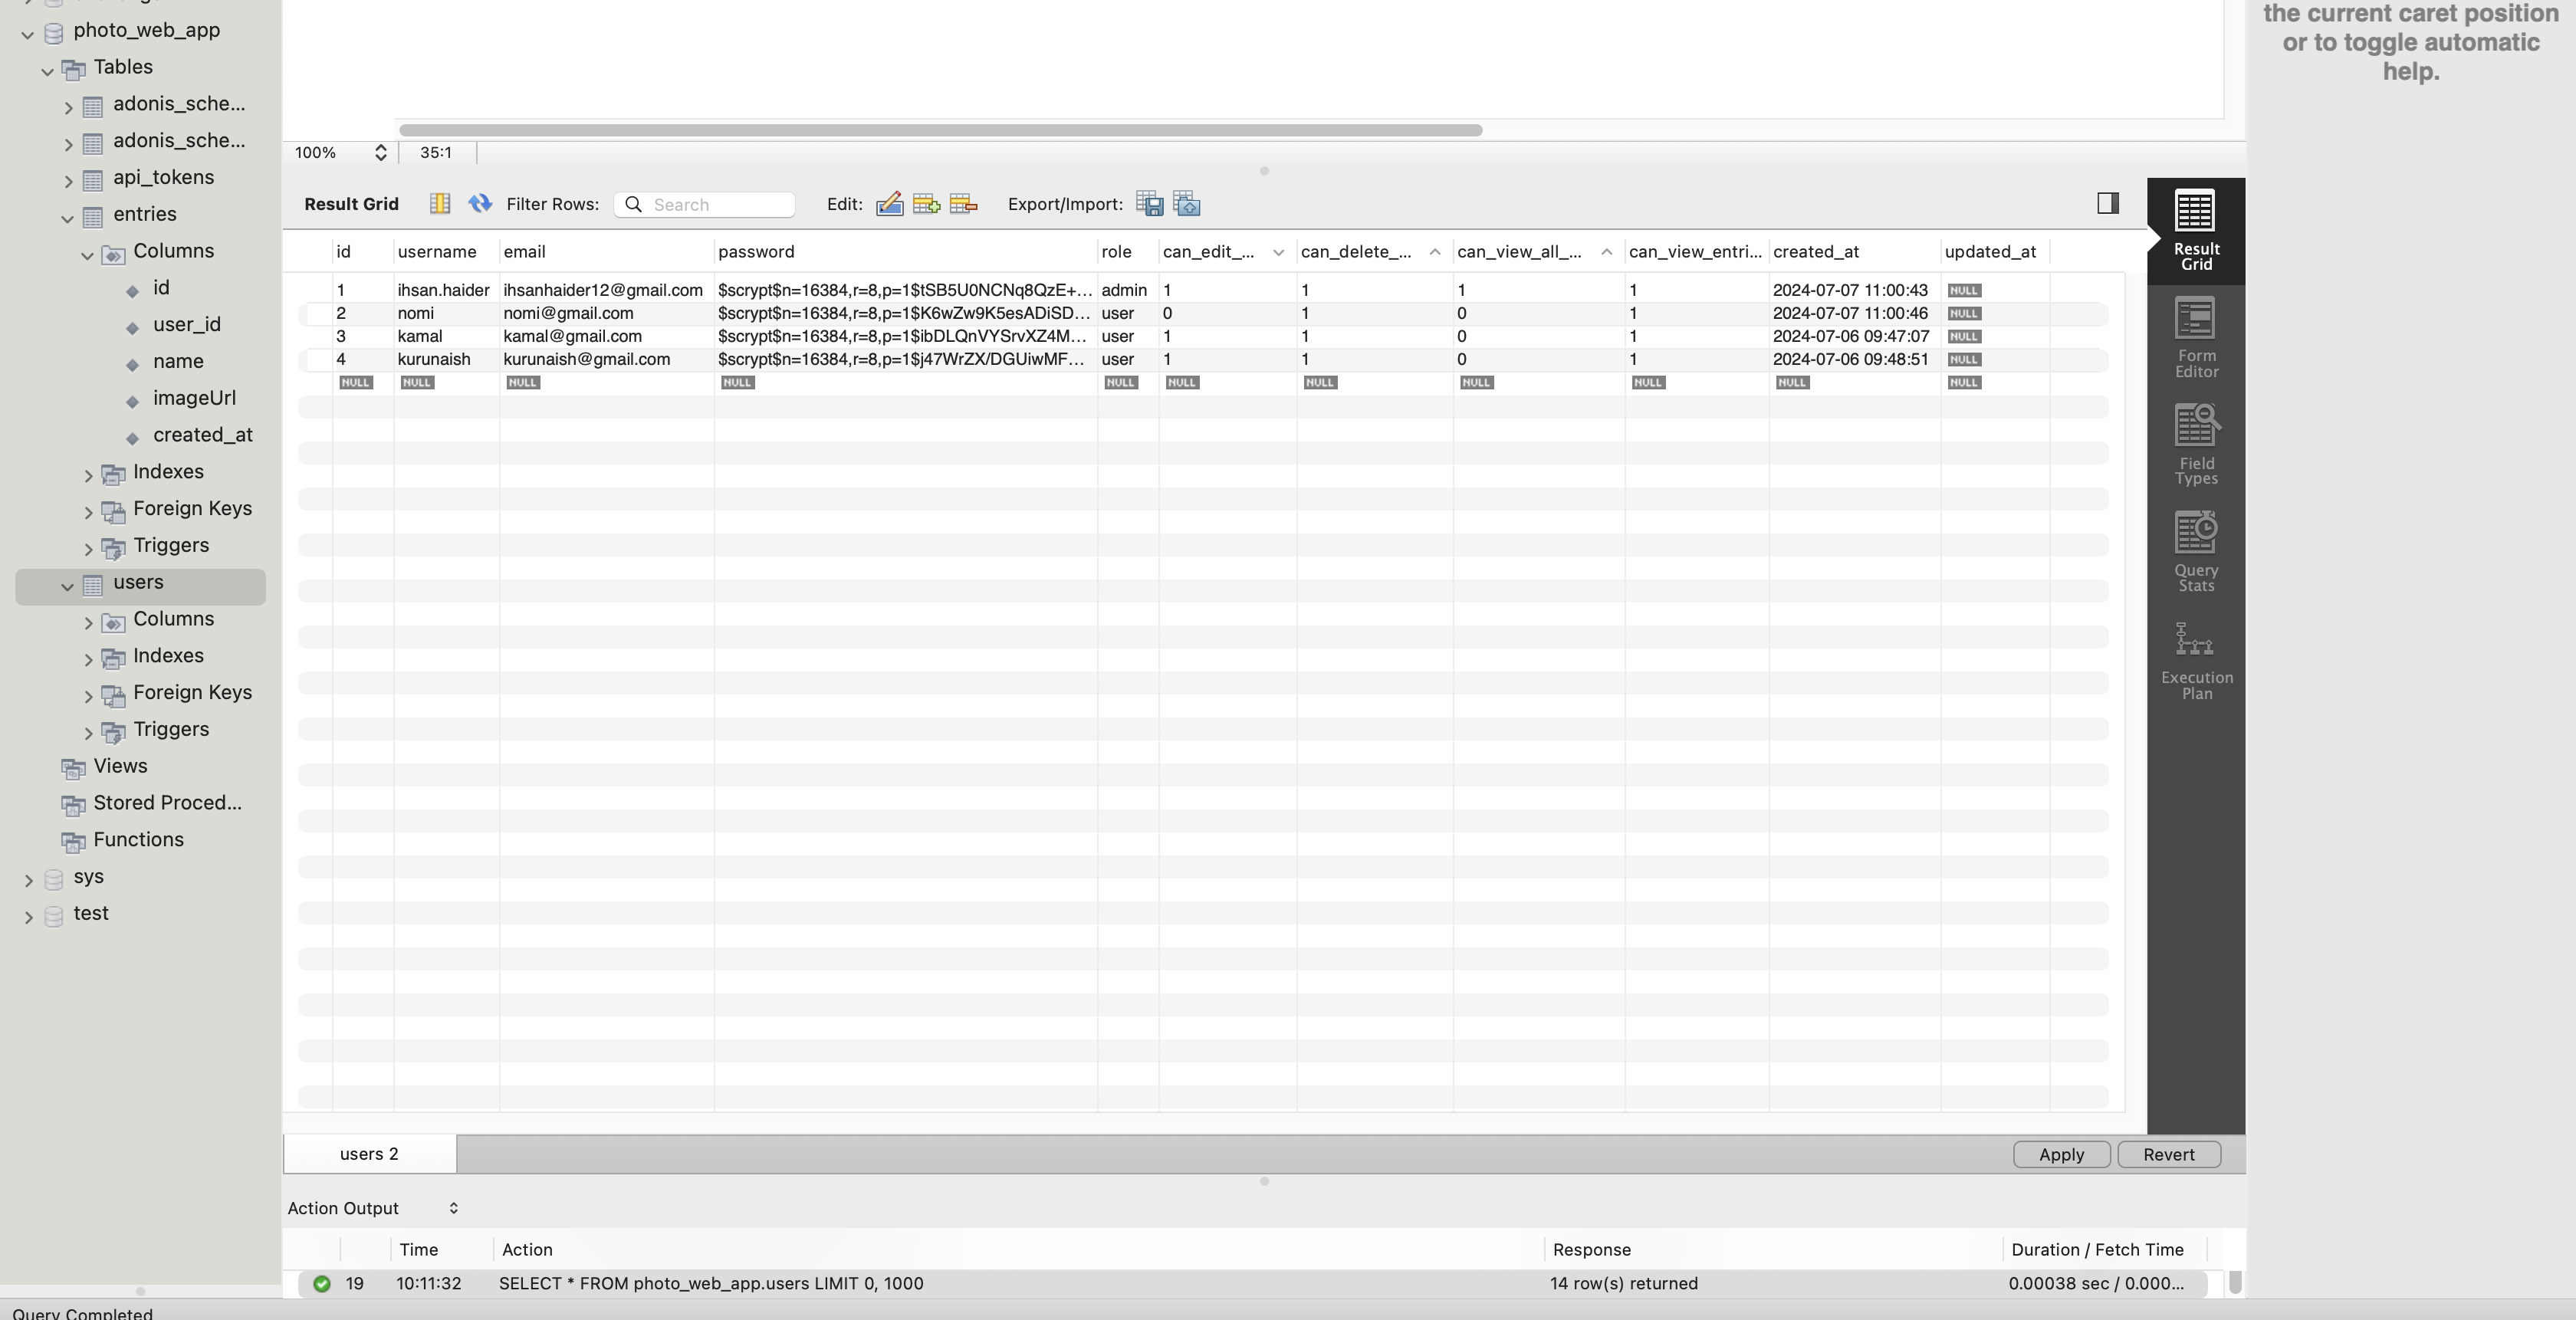 photo_web_app
Tables
adonis_sche...
adonis_sche...
api_tokens
entries
Columns
id
user_id
name
imageUrl
created_at
Indexes
Foreign Keys
Triggers
users
Columns
Indexes
Foreign Keys
Triggers
Views
Stored Proced...
Functions
sys
test
100% 35:1
Result Grid Filter Rows: Search Edit: Export/Import:
id username email password role can_edit_... can_delete_... can_view_all_... can_view_entri... created_at updated_at
1 ihsan.haider ihsanhaider12@gmail.com $scrypt$n=16384,r=8,p=1$tSB5U0NCNq8QzE+... admin 1 1 1 1 2024-07-07 11:00:43 NULL
2 nomi nomi@gmail.com $scrypt$n=16384,r=8,p=1$K6wZw9K5esADiSD... user 0 1 0 1 2024-07-07 11:00:46 NULL
3 kamal kamal@gmail.com $scrypt$n=16384,r=8,p=1$ibDLQnVYSrvXZ4M... user 1 1 0 1 2024-07-06 09:47:07 NULL
4 kurunaish kurunaish@gmail.com $scrypt$n=16384,r=8,p=1$j47WrZX/DGUiwMF... user 1 1 0 1 2024-07-06 09:48:51 NULL
NULL NULL NULL NULL NULL NULL NULL NULL NULL NULL NULL
users 2 Apply Revert
Action Output
Time Action Response Duration / Fetch Time
19 10:11:32 SELECT * FROM photo_web_app.users LIMIT 0, 1000 14 row(s) returned 0.00038 sec / 0.000...
Query Completed
Result
Grid
Form
Editor
Field
Types
Query
Stats
Execution
Plan
the current caret position
or to toggle automatic
help.